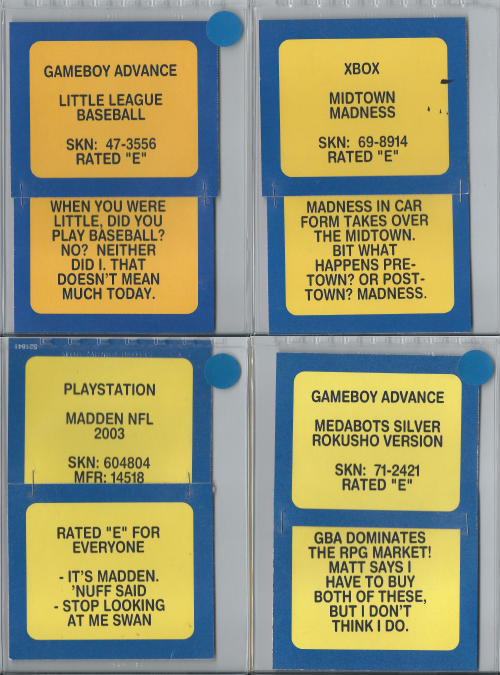 GAMEBOY ADVANCE
LITTLE LEAGUE
BASEBALL
SKN: 47-3556
RATED "E"
WHEN YOU WERE
LITTLE, DID YOU
PLAY BASEBALL?
NO? NEITHER
DID I. THAT
DOESN'T MEAN
MUCH TODAY.
XBOX
MIDTOWN
MADNESS
SKN: 69-8914
RATED "E"
MADNESS IN CAR
FORM TAKES OVER
THE MIDTOWN.
BIT WHAT
HAPPENS PRE-
TOWN? OR POST-
TOWN? MADNESS.
PLAYSTATION
MADDEN NFL
2003
SKN: 604804
MFR: 14518
RATED "E" FOR
EVERYONE
- IT'S MADDEN.
'NUFF SAID
- STOP LOOKING
AT ME SWAN
GAMEBOY ADVANCE
MEDABOTS SILVER
ROKUSHO VERSION
SKN: 71-2421
RATED "E"
GBA DOMINATES
THE RPG MARKET!
MATT SAYS I
HAVE TO BUY
BOTH OF THESE,
BUT I DON'T
THINK I DO.